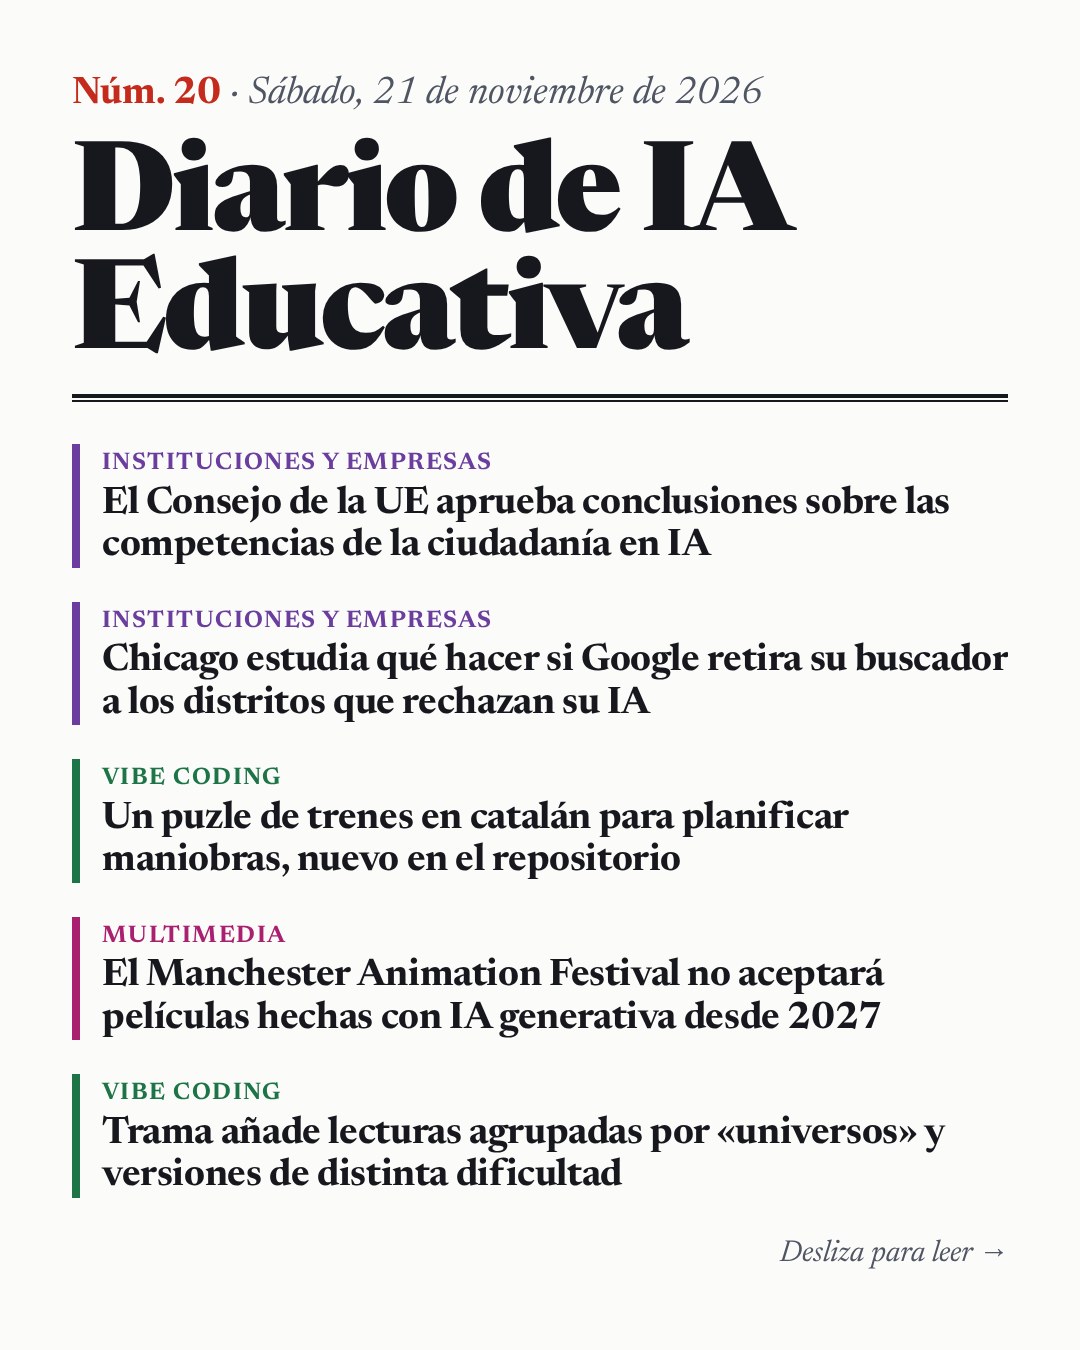 Núm. 20 · Sábado, 21 de noviembre de 2026
Diario de IA
Educativa
INSTITUCIONES Y EMPRESAS
El Consejo de la UE aprueba conclusiones sobre las
competencias de la ciudadanía en IA
INSTITUCIONES Y EMPRESAS
Chicago estudia qué hacer si Google retira su buscador
a los distritos que rechazan su IA
VIBE CODING
Un puzle de trenes en catalán para planificar
maniobras, nuevo en el repositorio
MULTIMEDIA
El Manchester Animation Festival no aceptará
películas hechas con IA generativa desde 2027
VIBE CODING
Trama añade lecturas agrupadas por «universos» y
versiones de distinta dificultad
Desliza para leer →